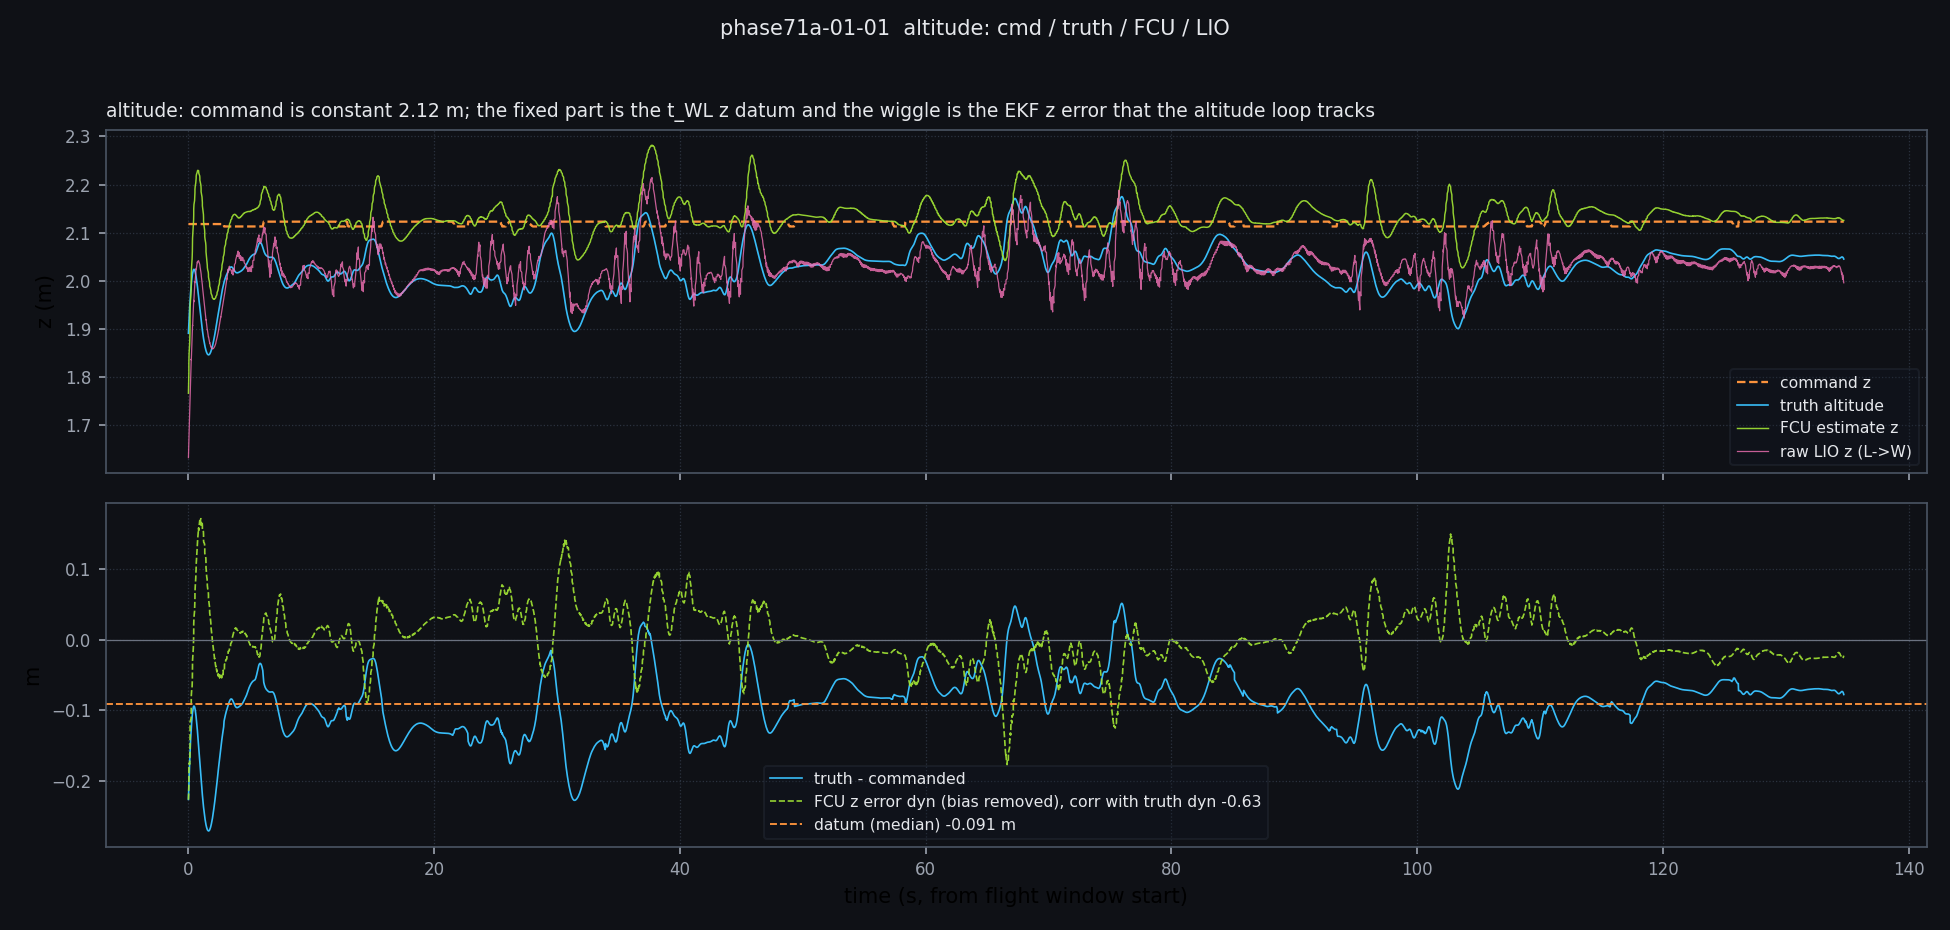 phase71a-01-01  altitude: cmd / truth / FCU / LIO
altitude: command is constant 2.12 m; the fixed part is the t_WL z datum and the wiggle is the EKF z error that the altitude loop tracks
z (m)
2.3
2.2
2.1
2.0
1.9
1.8
1.7
command z
truth altitude
FCU estimate z
raw LIO z (L->W)
m
0.1
0.0
−0.1
−0.2
truth - commanded
FCU z error dyn (bias removed), corr with truth dyn -0.63
datum (median) -0.091 m
0 20 40 60 80 100 120 140
time (s, from flight window start)